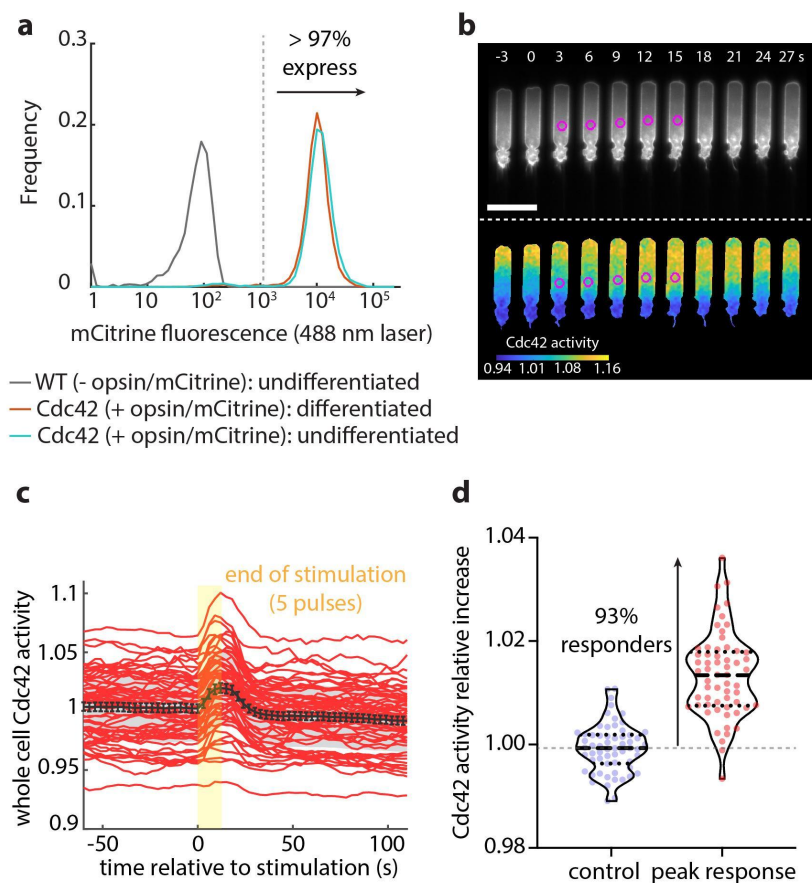 a
0.3
0.2
0.1
0
Frequency
> 97%
express
1 10 10² 10³ 10⁴ 10⁵
mCitrine fluorescence (488 nm laser)
WT (- opsin/mCitrine): undifferentiated
Cdc42 (+ opsin/mCitrine): differentiated
Cdc42 (+ opsin/mCitrine): undifferentiated
b
-3 0 3 6 9 12 15 18 21 24 27 s
Cdc42 activity
0.94 1.01 1.08 1.16
c
end of stimulation
(5 pulses)
1.1
1.05
1
0.95
0.9
whole cell Cdc42 activity
-50 0 50 100
time relative to stimulation (s)
d
1.04
1.02
1.00
0.98
Cdc42 activity relative increase
93%
responders
control peak response